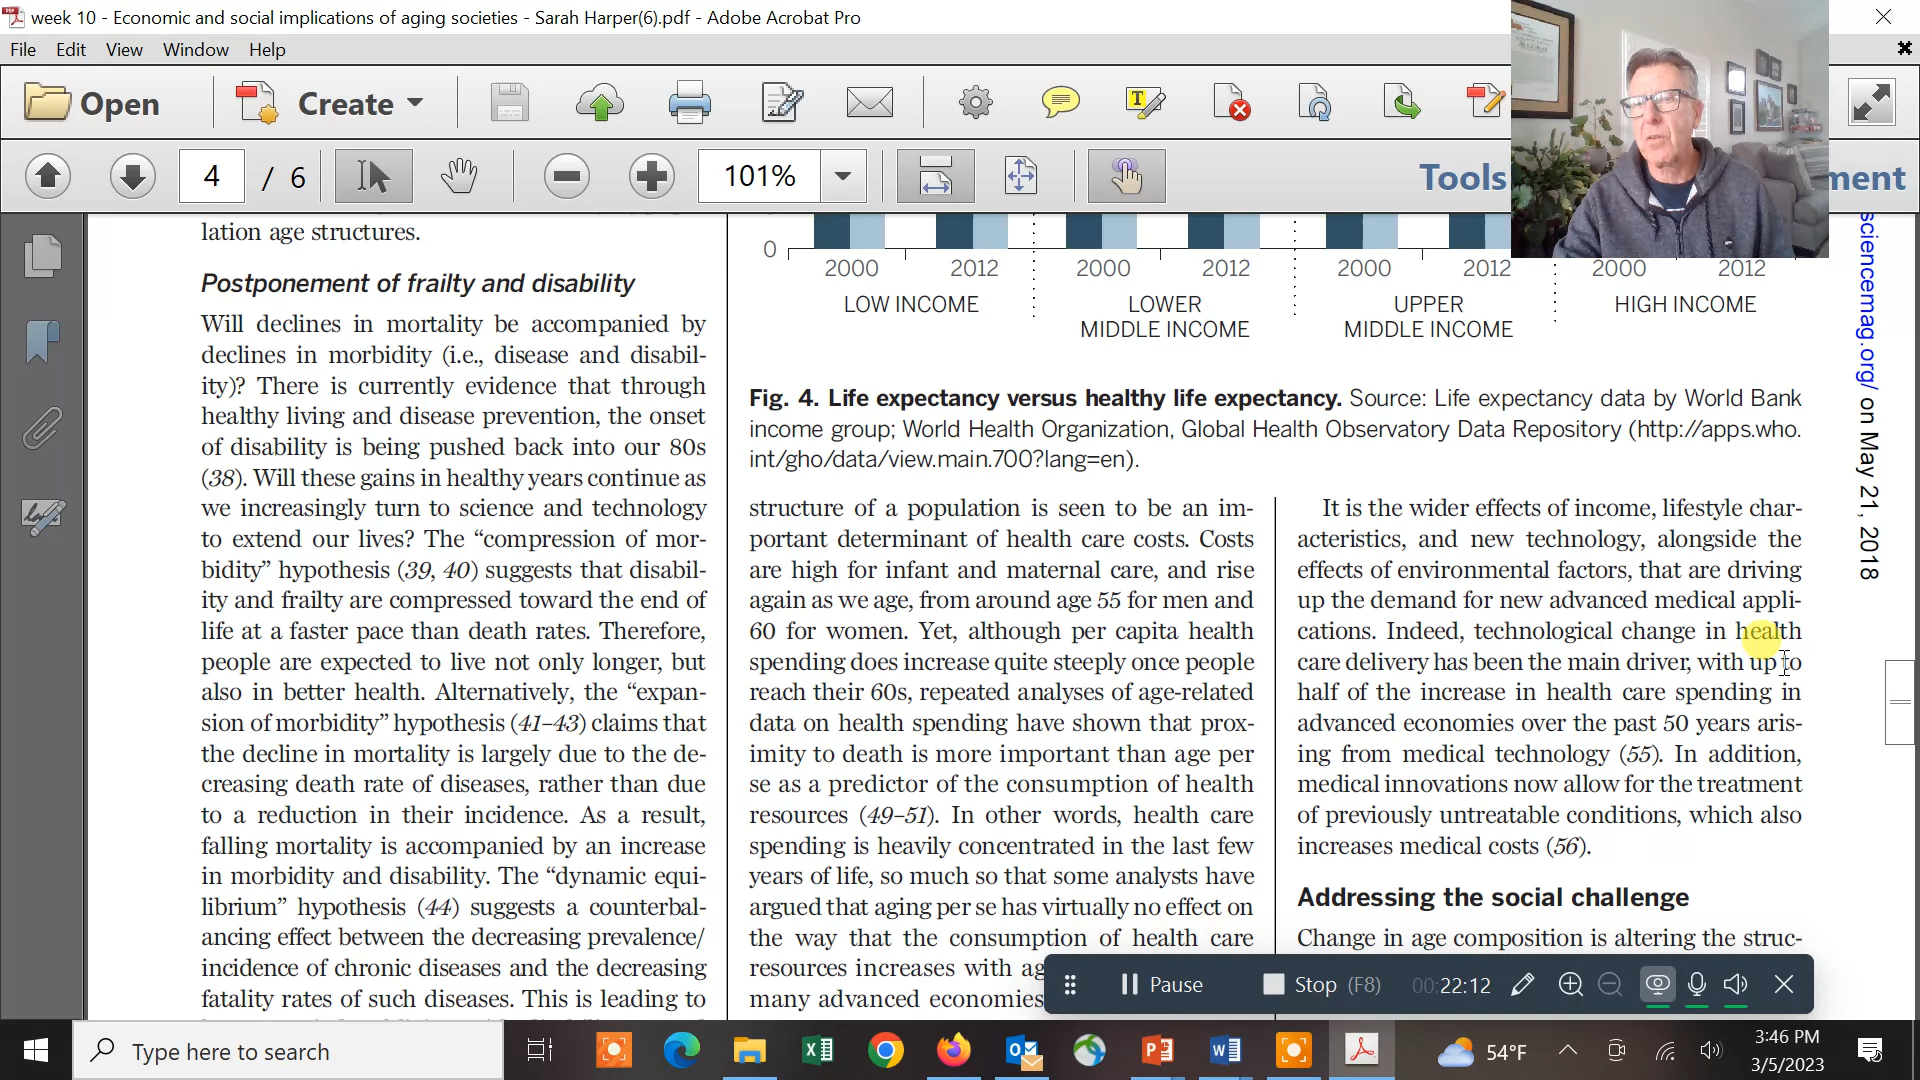 week 10 - Economic and social implications of aging societies - Sarah Harper(6).pdf - Adobe Acrobat Pro
File Edit View Window Help
Open Create
4 / 6 101% Tools ment
lation age structures.
Postponement of frailty and disability
Will declines in mortality be accompanied by
declines in morbidity (i.e., disease and disabil-
ity)? There is currently evidence that through
healthy living and disease prevention, the onset
of disability is being pushed back into our 80s
(38). Will these gains in healthy years continue as
we increasingly turn to science and technology
to extend our lives? The “compression of mor-
bidity” hypothesis (39, 40) suggests that disabil-
ity and frailty are compressed toward the end of
life at a faster pace than death rates. Therefore,
people are expected to live not only longer, but
also in better health. Alternatively, the “expan-
sion of morbidity” hypothesis (41–43) claims that
the decline in mortality is largely due to the de-
creasing death rate of diseases, rather than due
to a reduction in their incidence. As a result,
falling mortality is accompanied by an increase
in morbidity and disability. The “dynamic equi-
librium” hypothesis (44) suggests a counterbal-
ancing effect between the decreasing prevalence/
incidence of chronic diseases and the decreasing
fatality rates of such diseases. This is leading to
0
2000 2012 2000 2012 2000 2012 2000 2012
LOW INCOME LOWER MIDDLE INCOME UPPER MIDDLE INCOME HIGH INCOME
Fig. 4. Life expectancy versus healthy life expectancy. Source: Life expectancy data by World Bank
income group; World Health Organization, Global Health Observatory Data Repository (http://apps.who.
int/gho/data/view.main.700?lang=en).
structure of a population is seen to be an im-
portant determinant of health care costs. Costs
are high for infant and maternal care, and rise
again as we age, from around age 55 for men and
60 for women. Yet, although per capita health
spending does increase quite steeply once people
reach their 60s, repeated analyses of age-related
data on health spending have shown that prox-
imity to death is more important than age per
se as a predictor of the consumption of health
resources (49–51). In other words, health care
spending is heavily concentrated in the last few
years of life, so much so that some analysts have
argued that aging per se has virtually no effect on
the way that the consumption of health care
resources increases with ag
many advanced economies
It is the wider effects of income, lifestyle char-
acteristics, and new technology, alongside the
effects of environmental factors, that are driving
up the demand for new advanced medical appli-
cations. Indeed, technological change in health
care delivery has been the main driver, with up to
half of the increase in health care spending in
advanced economies over the past 50 years aris-
ing from medical technology (55). In addition,
medical innovations now allow for the treatment
of previously untreatable conditions, which also
increases medical costs (56).
Addressing the social challenge
Change in age composition is altering the struc-
sciencemag.org/ on May 21, 2018
Pause Stop (F8) 00:22:12
Type here to search
54°F
3:46 PM
3/5/2023